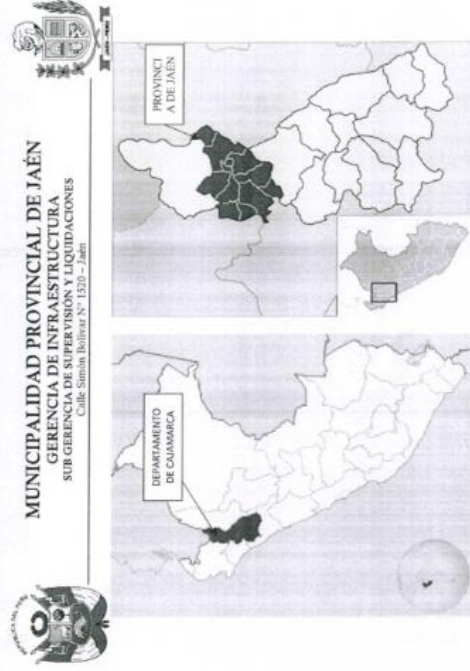 MUNICIPALIDAD PROVINCIAL DE JAÉN
GERENCIA DE INFRAESTRUCTURA
SUB GERENCIA DE SUPERVISIÓN Y LIQUIDACIONES
Calle Simón Bolívar N° 1520 – Jaén
DEPARTAMENTO
DE CAJAMARCA
PROVINCI
A DE JAÉN